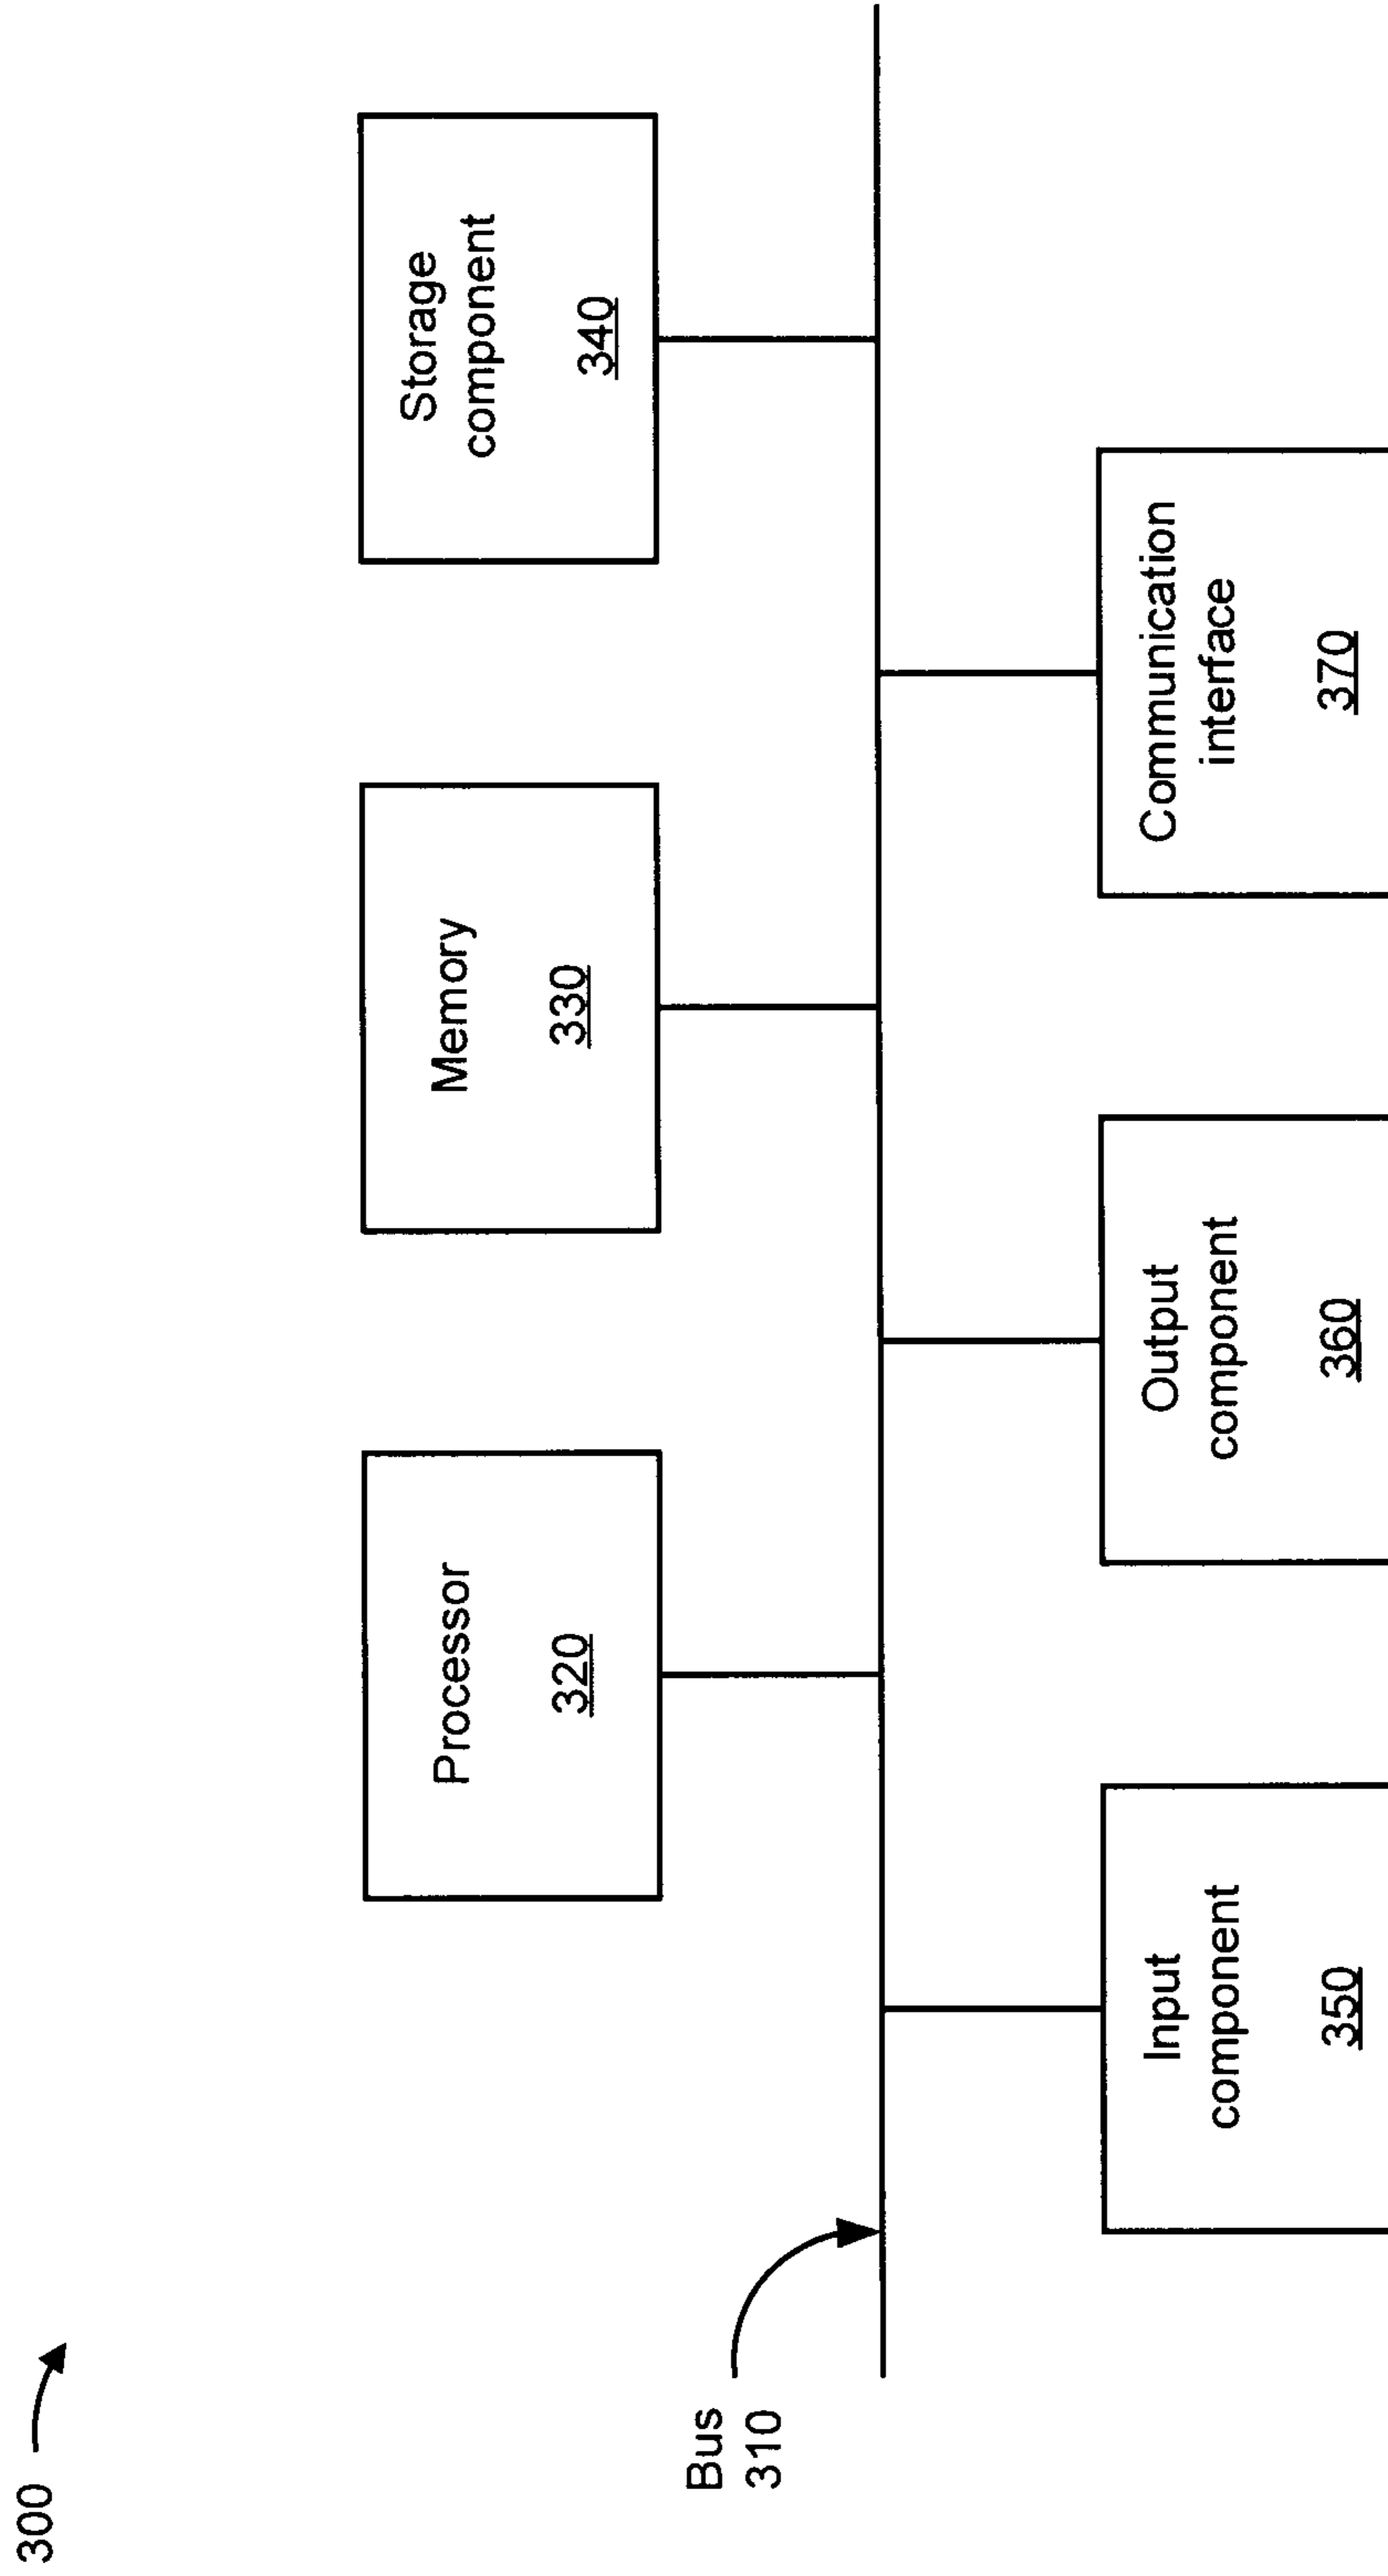 300
Bus
310
Processor
320
Memory
330
Storage
component
340
Input
component
350
Output
component
360
Communication
interface
370